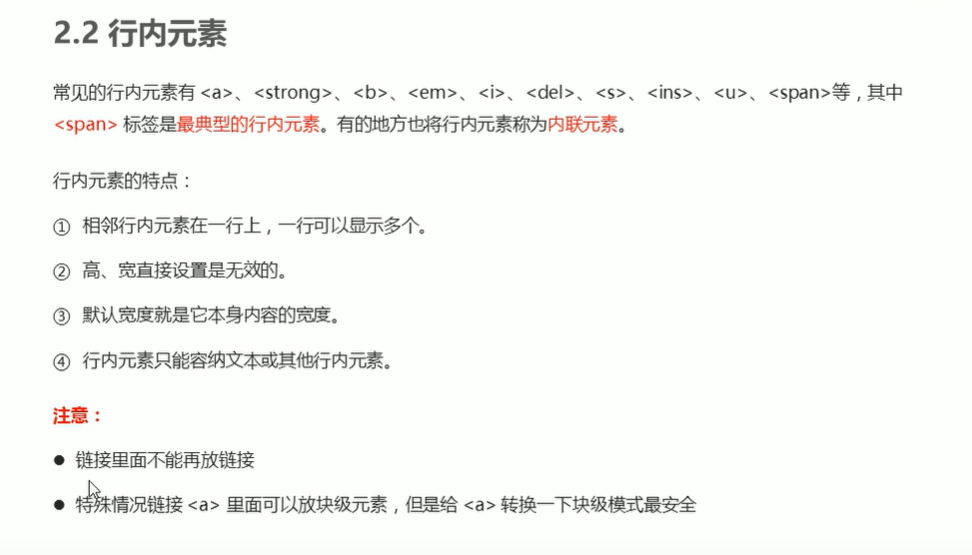 2.2 行内元素
常见的行内元素有 <a>、<strong>、<b>、<em>、<i>、<del>、<s>、<ins>、<u>、<span>等，其中
<span> 标签是最典型的行内元素。有的地方也将行内元素称为内联元素。
行内元素的特点：
① 相邻行内元素在一行上，一行可以显示多个。
② 高、宽直接设置是无效的。
③ 默认宽度就是它本身内容的宽度。
④ 行内元素只能容纳文本或其他行内元素。
注意：
● 链接里面不能再放链接
● 特殊情况链接 <a> 里面可以放块级元素，但是给 <a> 转换一下块级模式最安全